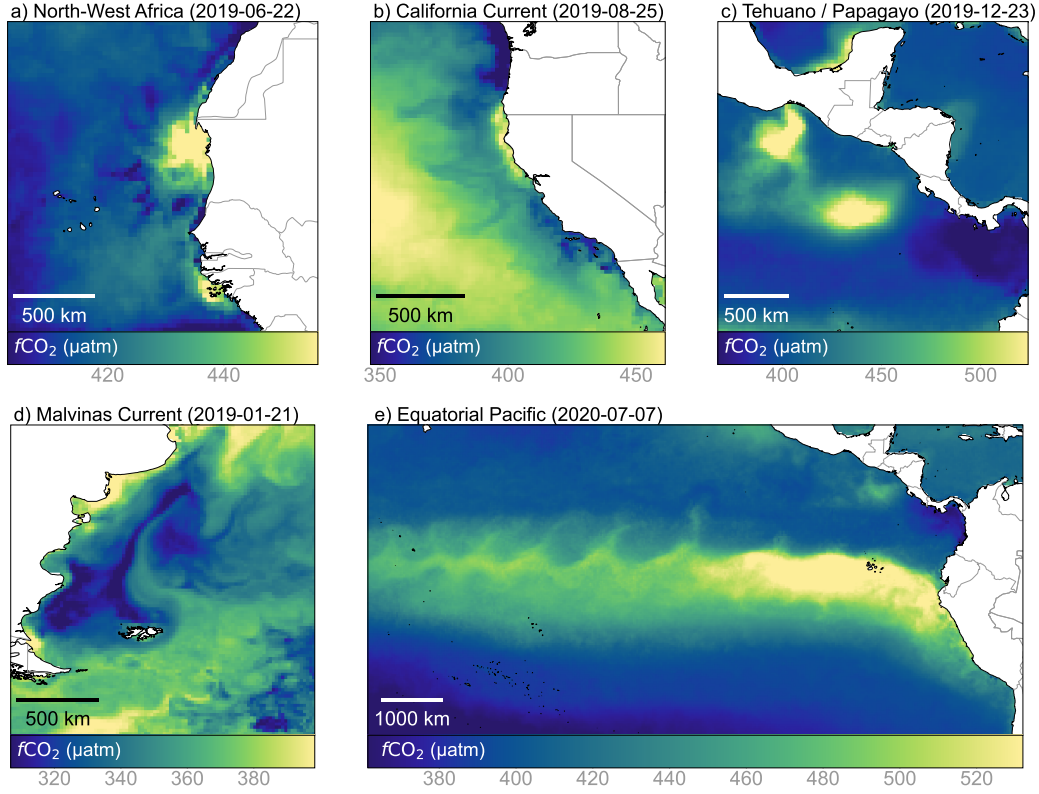 a) North-West Africa (2019-06-22)
500 km
fCO₂ (µatm)
420 440
b) California Current (2019-08-25)
500 km
fCO₂ (µatm)
350 400 450
c) Tehuano / Papagayo (2019-12-23)
500 km
fCO₂ (µatm)
400 450 500
d) Malvinas Current (2019-01-21)
500 km
fCO₂ (µatm)
320 340 360 380
e) Equatorial Pacific (2020-07-07)
1000 km
fCO₂ (µatm)
380 400 420 440 460 480 500 520